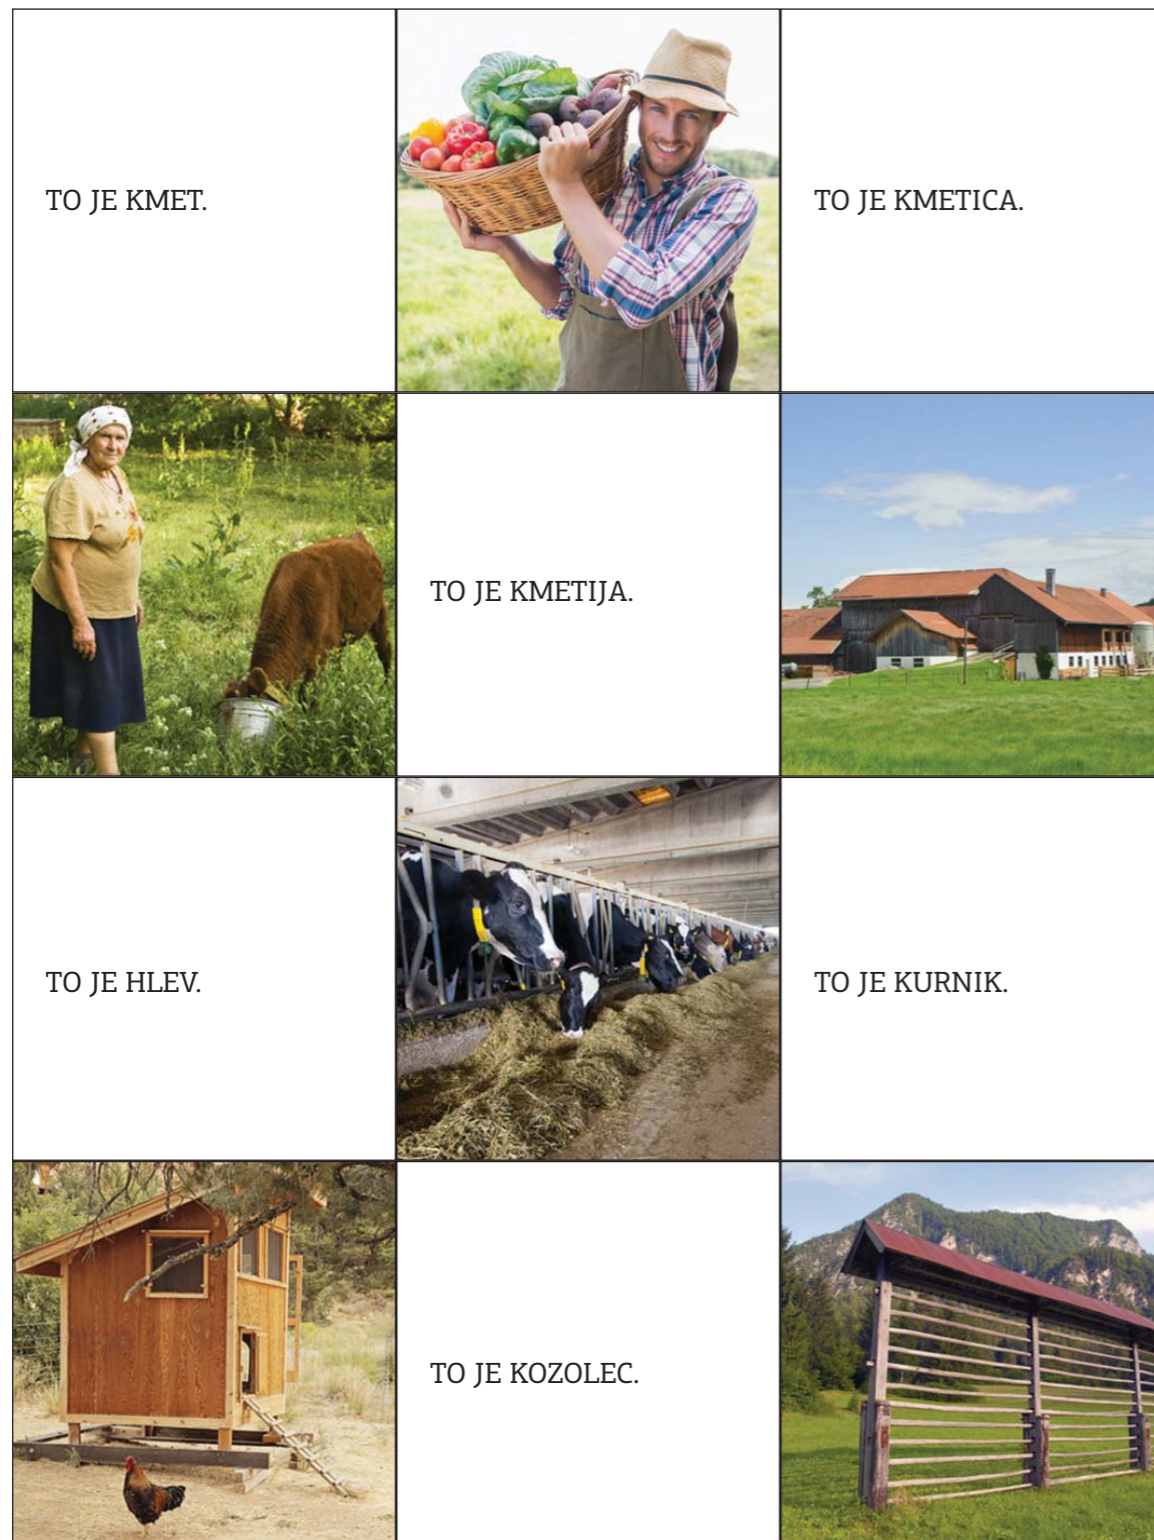 TO JE KMET.
TO JE KMETICA.
TO JE KMETIJA.
TO JE HLEV.
TO JE KURNIK.
TO JE KOZOLEC.